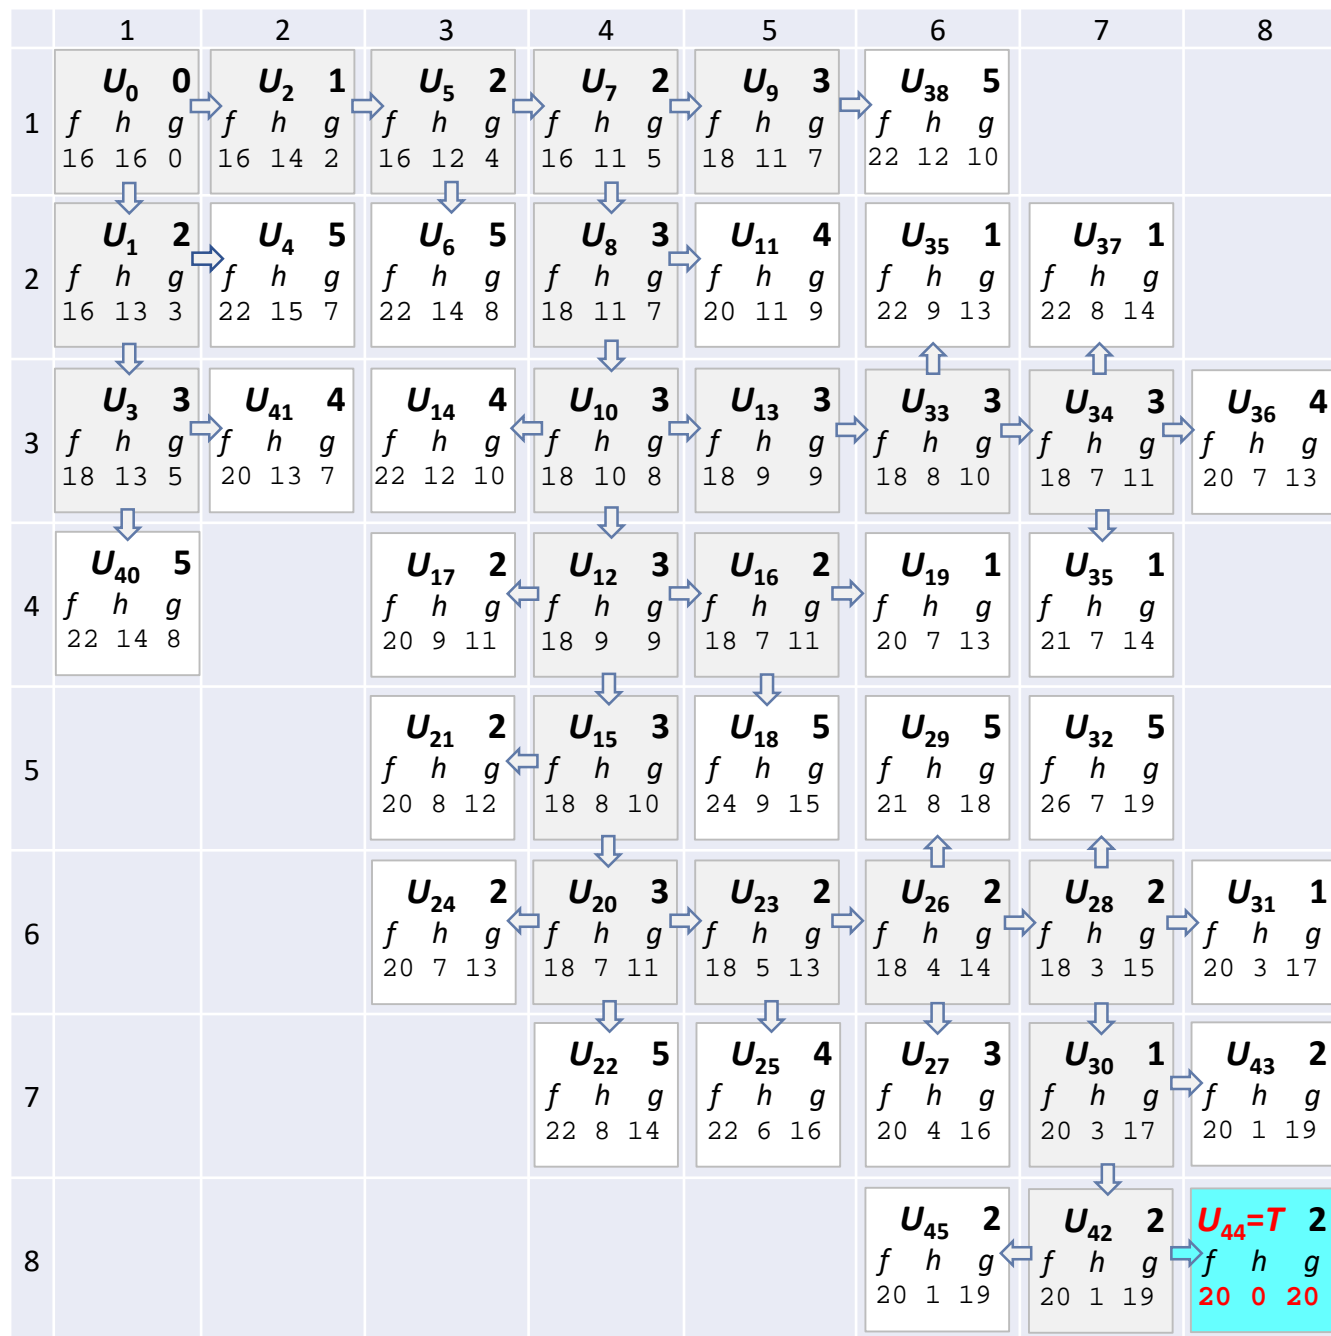 1 2 3 4 5 6 7 8
U0 0 U2 1 U5 2 U7 2 U9 3 U38 5
1 f h g f h g f h g f h g f h g f h g
16 16 0 16 14 2 16 12 4 16 11 5 18 11 7 22 12 10
U1 2 U4 5 U6 5 U8 3 U11 4 U35 1 U37 1
2 f h g f h g f h g f h g f h g f h g f h g
16 13 3 22 15 7 22 14 8 18 11 7 20 11 9 22 9 13 22 8 14
U3 3 U41 4 U14 4 U10 3 U13 3 U33 3 U34 3 U36 4
3 f h g f h g f h g f h g f h g f h g f h g f h g
18 13 5 20 13 7 22 12 10 18 10 8 18 9 9 18 8 10 18 7 11 20 7 13
U40 5 U17 2 U12 3 U16 2 U19 1 U35 1
4 f h g f h g f h g f h g f h g f h g
22 14 8 20 9 11 18 9 9 18 7 11 20 7 13 21 7 14
U21 2 U15 3 U18 5 U29 5 U32 5
5 f h g f h g f h g f h g f h g
20 8 12 18 8 10 24 9 15 21 8 18 26 7 19
U24 2 U20 3 U23 2 U26 2 U28 2 U31 1
6 f h g f h g f h g f h g f h g f h g
20 7 13 18 7 11 18 5 13 18 4 14 18 3 15 20 3 17
U22 5 U25 4 U27 3 U30 1 U43 2
7 f h g f h g f h g f h g f h g
22 8 14 22 6 16 20 4 16 20 3 17 20 1 19
U45 2 U42 2 U44=T 2
8 f h g f h g f h g
20 1 19 20 1 19 20 0 20